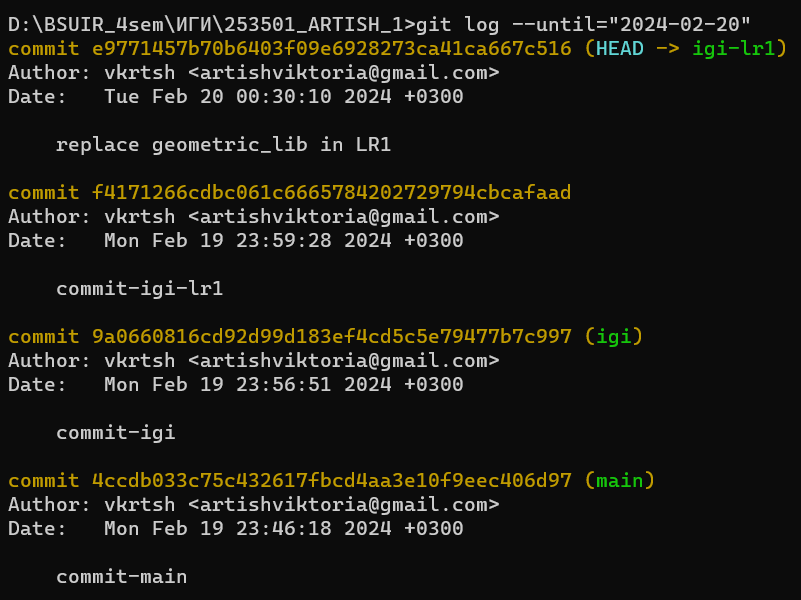 D:\BSUIR_4sem\ИГИ\253501_ARTISH_1>git log --until="2024-02-20"
commit e9771457b70b6403f09e6928273ca41ca667c516 (HEAD -> igi-lr1)
Author: vkrtsh <artishviktoria@gmail.com>
Date:   Tue Feb 20 00:30:10 2024 +0300
replace geometric_lib in LR1
commit f4171266cdbc061c6665784202729794cbcafaad
Author: vkrtsh <artishviktoria@gmail.com>
Date:   Mon Feb 19 23:59:28 2024 +0300
commit-igi-lr1
commit 9a0660816cd92d99d183ef4cd5c5e79477b7c997 (igi)
Author: vkrtsh <artishviktoria@gmail.com>
Date:   Mon Feb 19 23:56:51 2024 +0300
commit-igi
commit 4ccdb033c75c432617fbcd4aa3e10f9eec406d97 (main)
Author: vkrtsh <artishviktoria@gmail.com>
Date:   Mon Feb 19 23:46:18 2024 +0300
commit-main